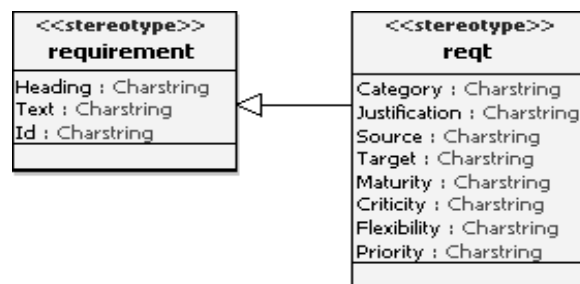 <<stereotype>>
requirement
Heading : Charstring
Text : Charstring
Id : Charstring
<<stereotype>>
reqt
Category : Charstring
Justification : Charstring
Source : Charstring
Target : Charstring
Maturity : Charstring
Criticity : Charstring
Flexibility : Charstring
Priority : Charstring